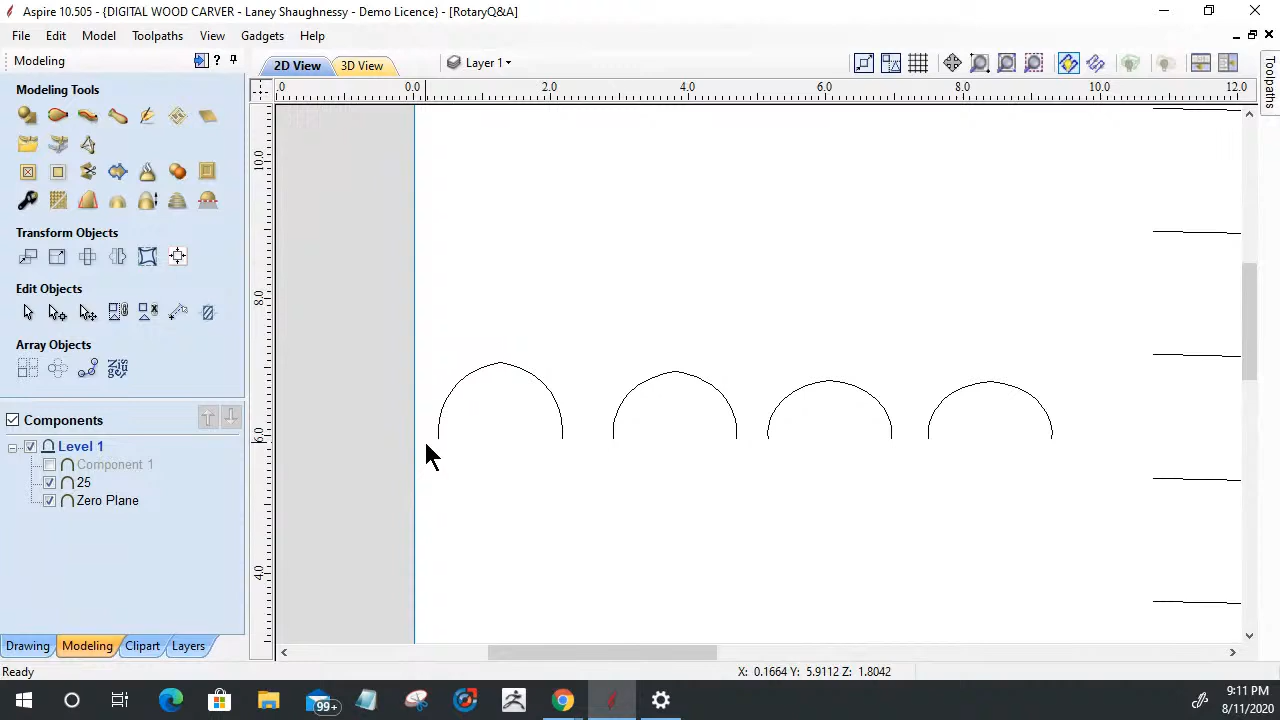 Aspire 10.505 - {DIGITAL WOOD CARVER - Laney Shaughnessy - Demo Licence} - [RotaryQ&A]
File Edit Model Toolpaths View Gadgets Help
Modeling
2D View 3D View Layer 1
Toolpaths
.0 0.0 2.0 4.0 6.0 8.0 10.0 12.0
10.0
8.0
6.0
4.0
Modeling Tools
Transform Objects
Edit Objects
Array Objects
Components
Level 1
Component 1
25
Zero Plane
Drawing Modeling Clipart Layers
Ready
X: 0.1664 Y: 5.9112 Z: 1.8042
99+
9:11 PM
8/11/2020